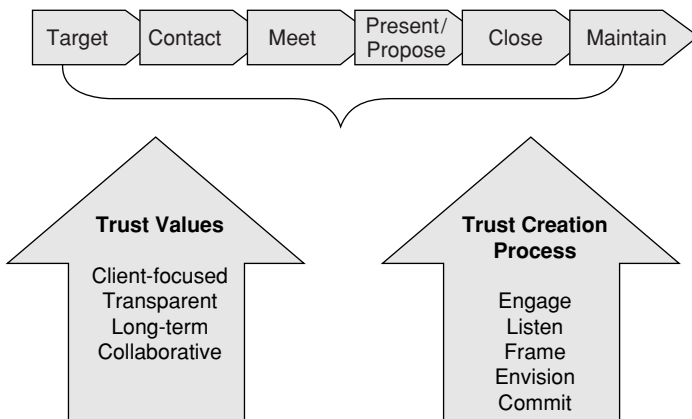 Target
Contact
Meet
Present/
Propose
Close
Maintain
Trust Values
Client-focused
Transparent
Long-term
Collaborative
Trust Creation
Process
Engage
Listen
Frame
Envision
Commit